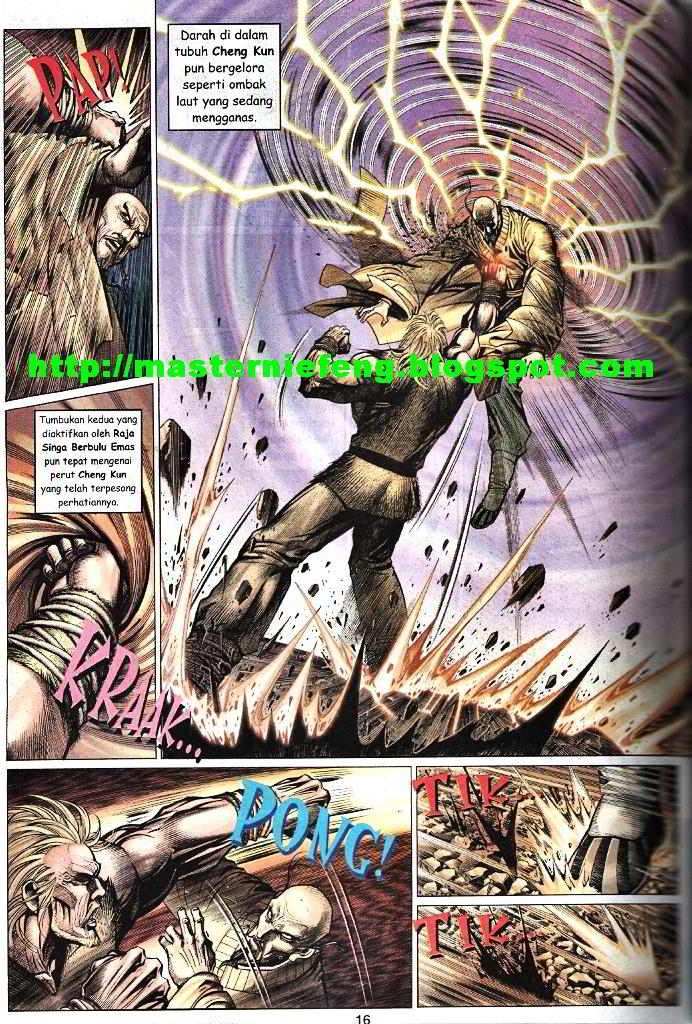 PAP!
Darah di dalam
tubuh Cheng Kun
pun bergelora
seperti ombak
laut yang sedang
mengganas.
http://masterniefeng.blogspot.com
Tumbukan kedua yang
diaktifkan oleh Raja
Singa Berbulu Emas
pun tepat mengenai
perut Cheng Kun
yang telah terpesong
perhatiannya.
KRAAK...
PONG!
TIK...
TIK...
16